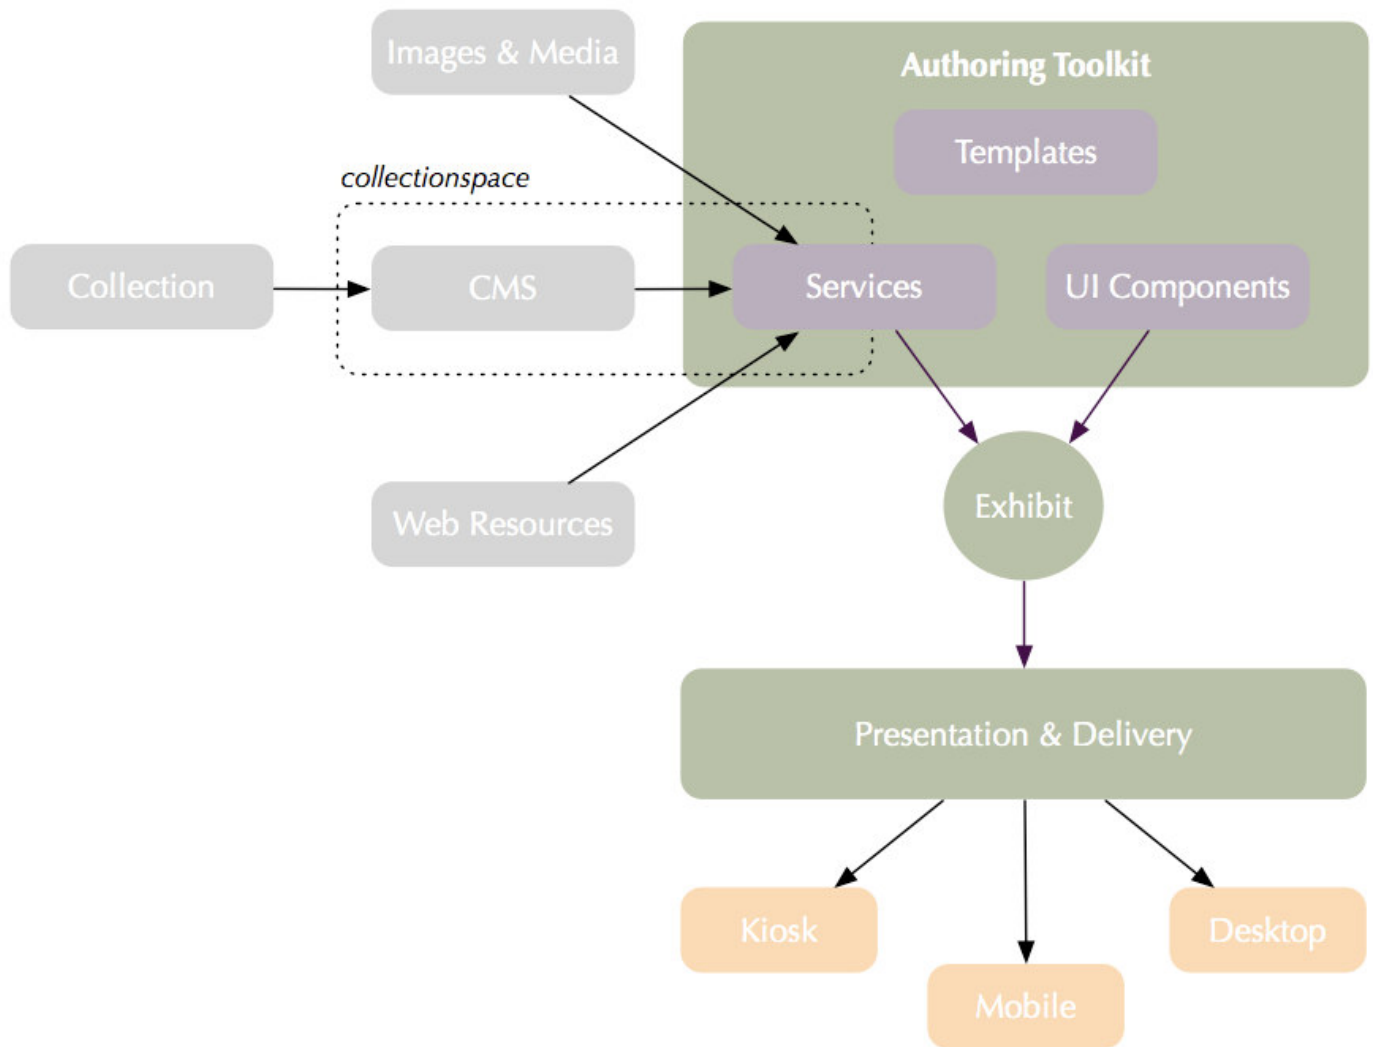 Images & Media
Authoring Toolkit
Templates
collectionspace
Collection
CMS
Services
UI Components
Web Resources
Exhibit
Presentation & Delivery
Kiosk
Desktop
Mobile